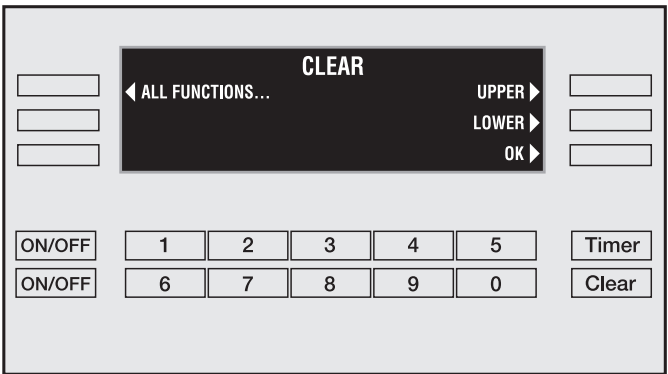 CLEAR
ALL FUNCTIONS... UPPER
LOWER
OK
ON/OFF 1 2 3 4 5 Timer
ON/OFF 6 7 8 9 0 Clear